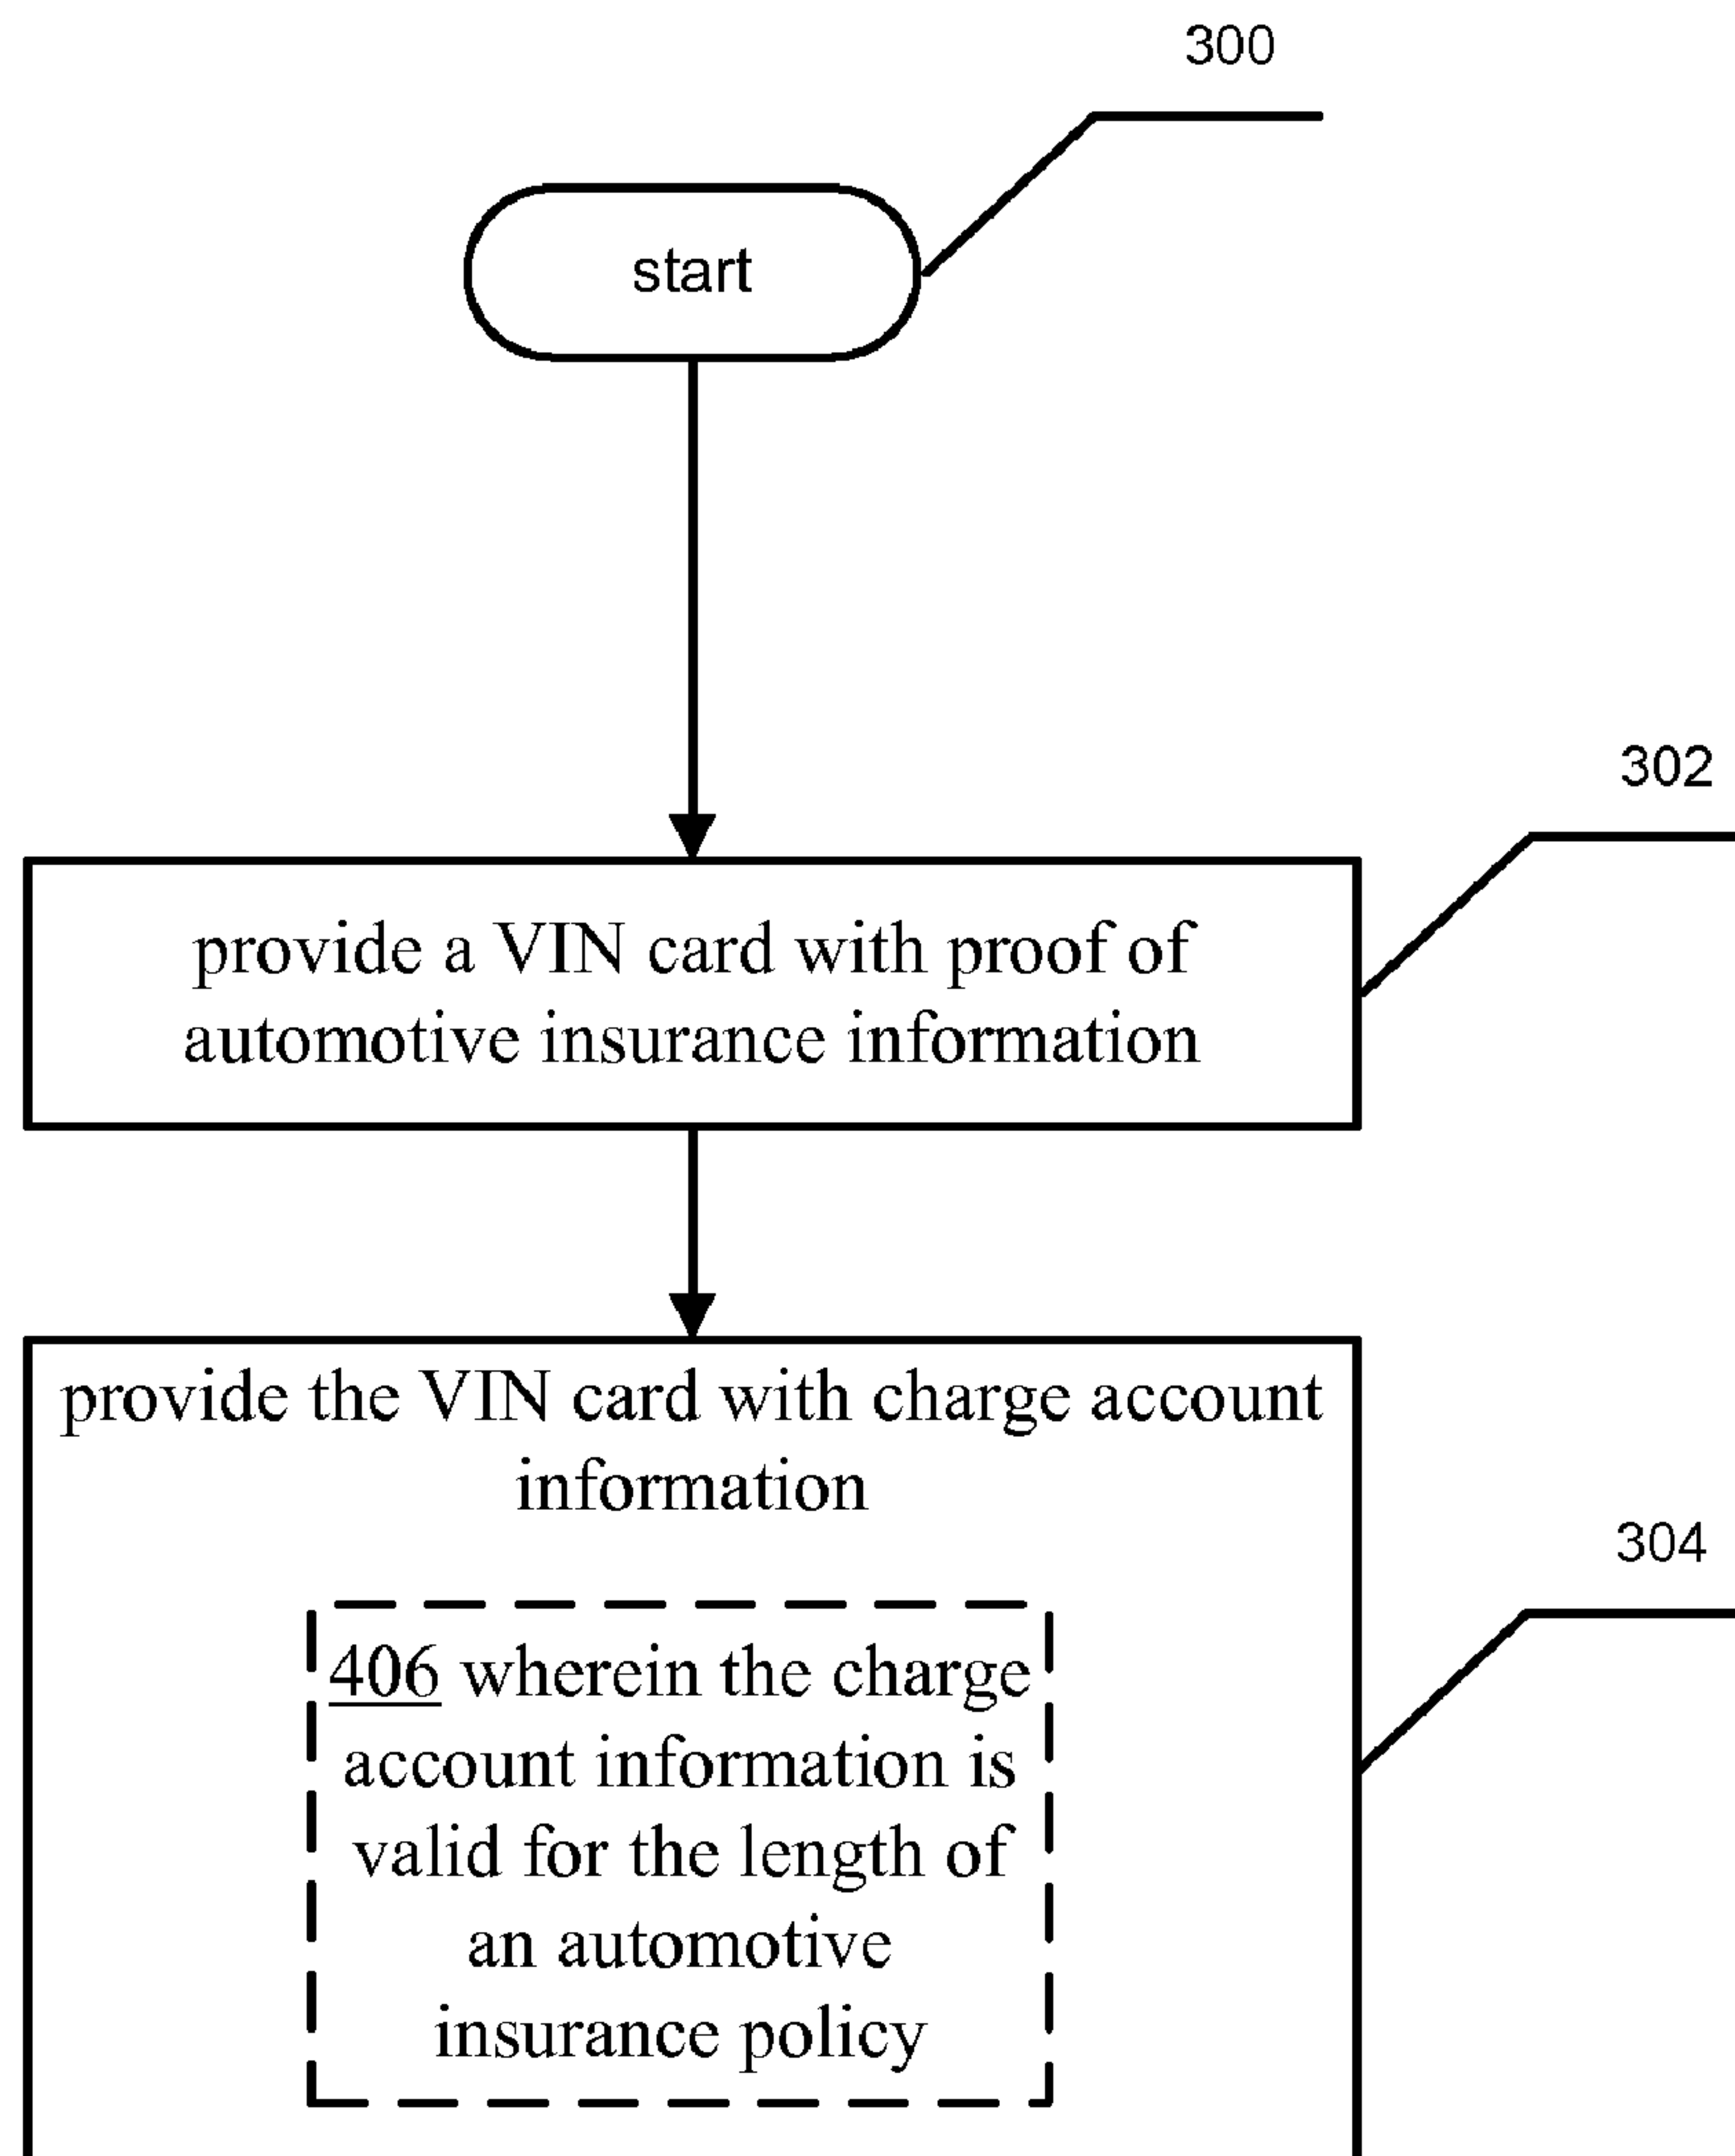 300
start
302
provide a VIN card with proof of
automotive insurance information
provide the VIN card with charge account
information
304
406 wherein the charge
account information is
valid for the length of
an automotive
insurance policy